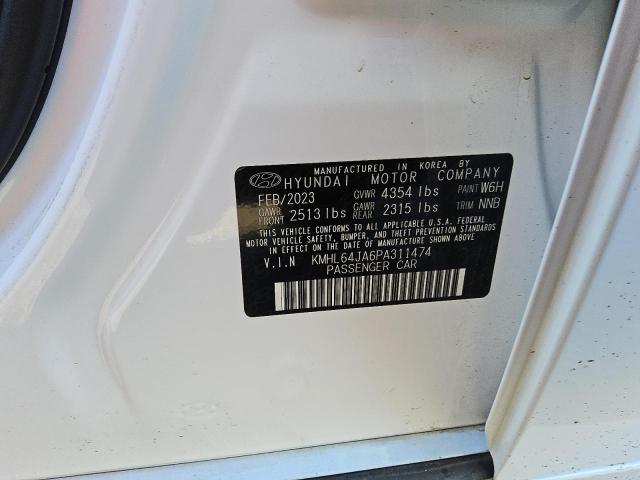 MANUFACTURED IN KOREA BY
HYUNDAI MOTOR COMPANY
FEB/2023 GVWR 4354 lbs PAINT W6H
GAWR FRONT 2513 lbs GAWR REAR 2315 lbs TRIM NNB
THIS VEHICLE CONFORMS TO ALL APPLICABLE U.S.A. FEDERAL
MOTOR VEHICLE SAFETY, BUMPER, AND THEFT PREVENTION STANDARDS
IN EFFECT ON THE DATE OF MANUFACTURE SHOWN ABOVE.
V.I.N KMHL64JA6PA311474
PASSENGER CAR